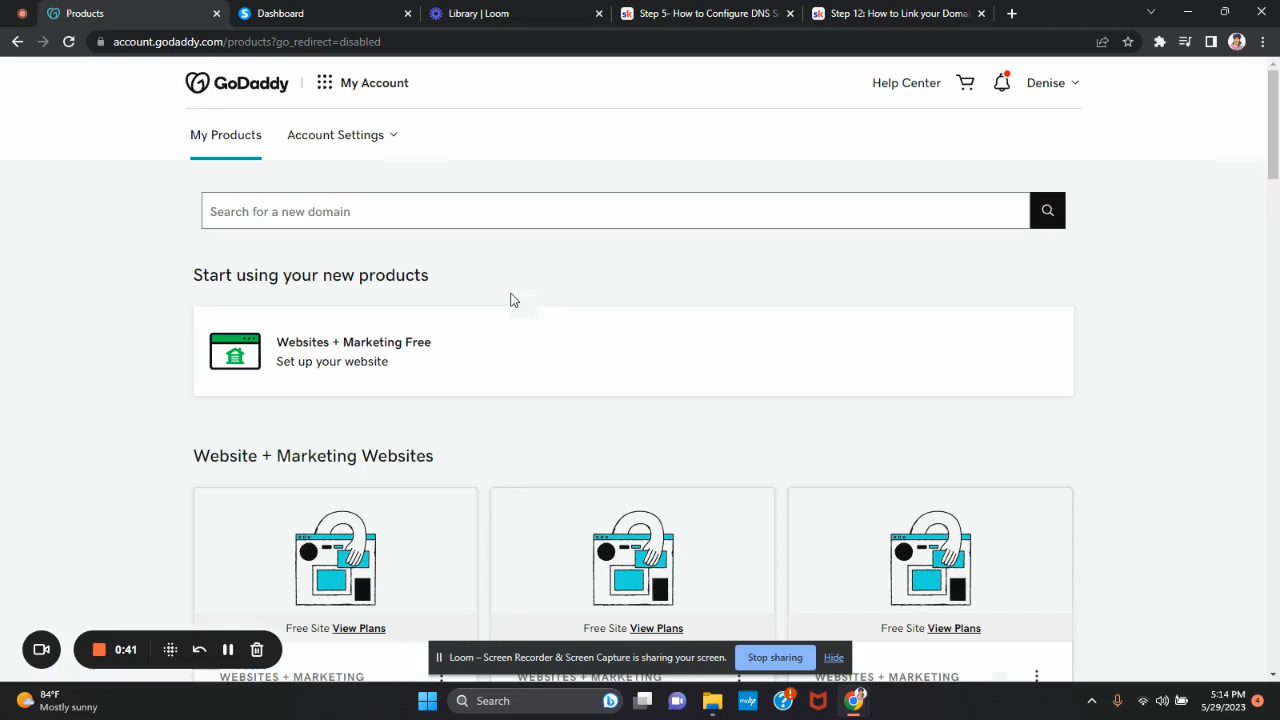 Products
Dashboard
Library | Loom
Step 5- How to Configure DNS S
Step 12: How to Link your Doma
account.godaddy.com/products?go_redirect=disabled
GoDaddy
My Account
Help Center
Denise
My Products
Account Settings
Search for a new domain
Start using your new products
Websites + Marketing Free
Set up your website
Website + Marketing Websites
Free Site View Plans
Free Site View Plans
Free Site View Plans
0:41
Loom – Screen Recorder & Screen Capture is sharing your screen.
Stop sharing
Hide
WEBSITES + MARKETING
WEBSITES + MARKETING
WEBSITES + MARKETING
84°F
Mostly sunny
Search
myhp
5:14 PM
5/29/2023
4